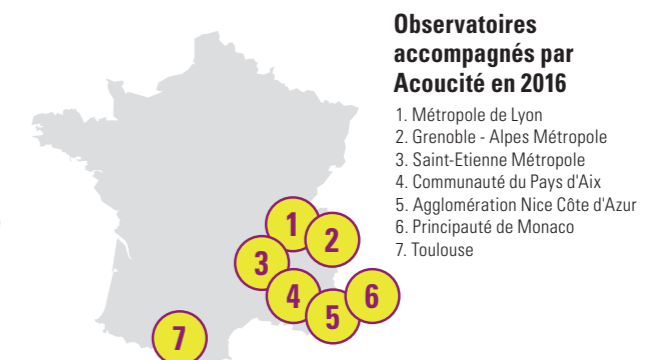 Observatoires
accompagnés par
Acoucité en 2016
1. Métropole de Lyon
2. Grenoble - Alpes Métropole
3. Saint-Etienne Métropole
4. Communauté du Pays d'Aix
5. Agglomération Nice Côte d'Azur
6. Principauté de Monaco
7. Toulouse
1
2
3
4
5
6
7